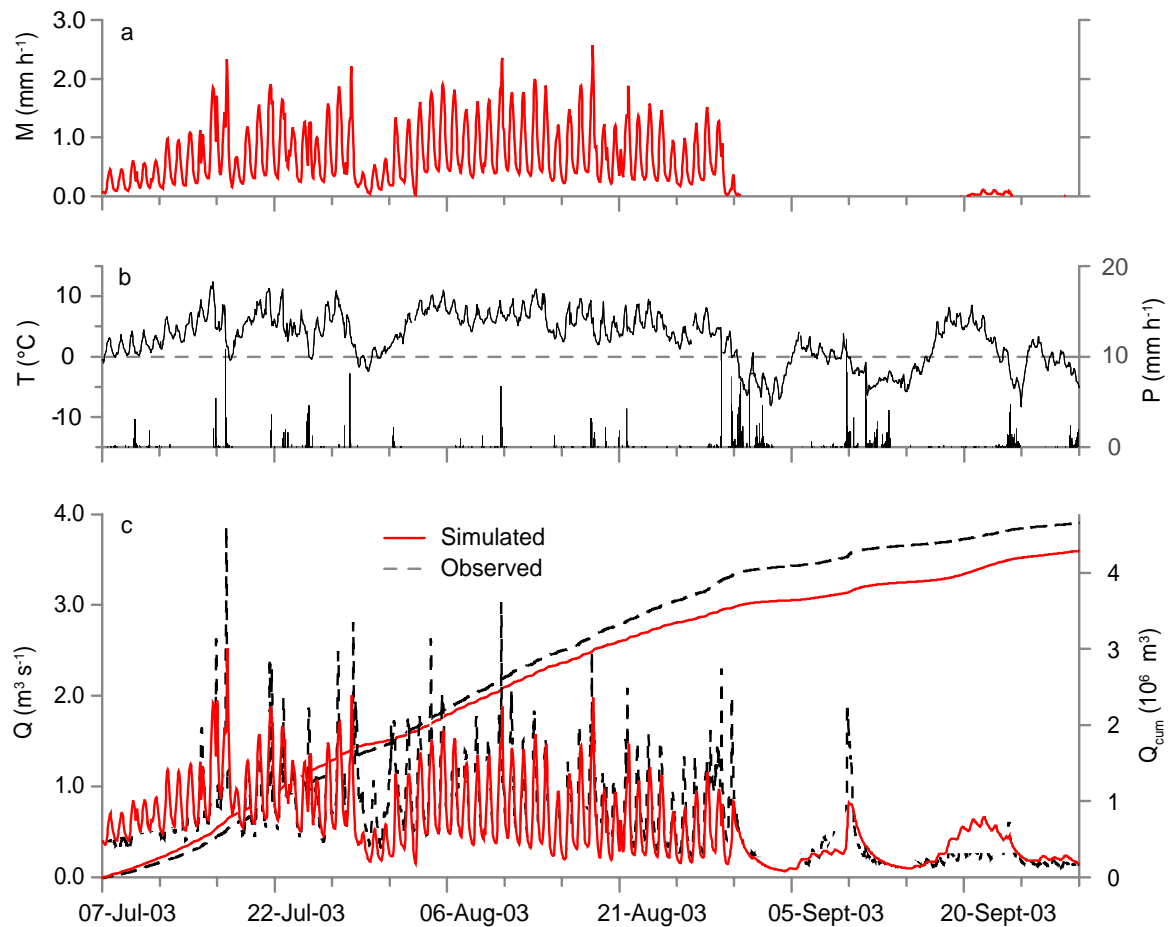 3.0
a
2.0
1.0
0.0
M (mm h⁻¹)
b
10
0
-10
T (°C )
20
10
0
P (mm h⁻¹)
c
4.0
3.0
2.0
1.0
0.0
Q (m³ s⁻¹)
Simulated
Observed
4
3
2
1
0
Qcum (10⁶ m³)
07-Jul-03
22-Jul-03
06-Aug-03
21-Aug-03
05-Sept-03
20-Sept-03